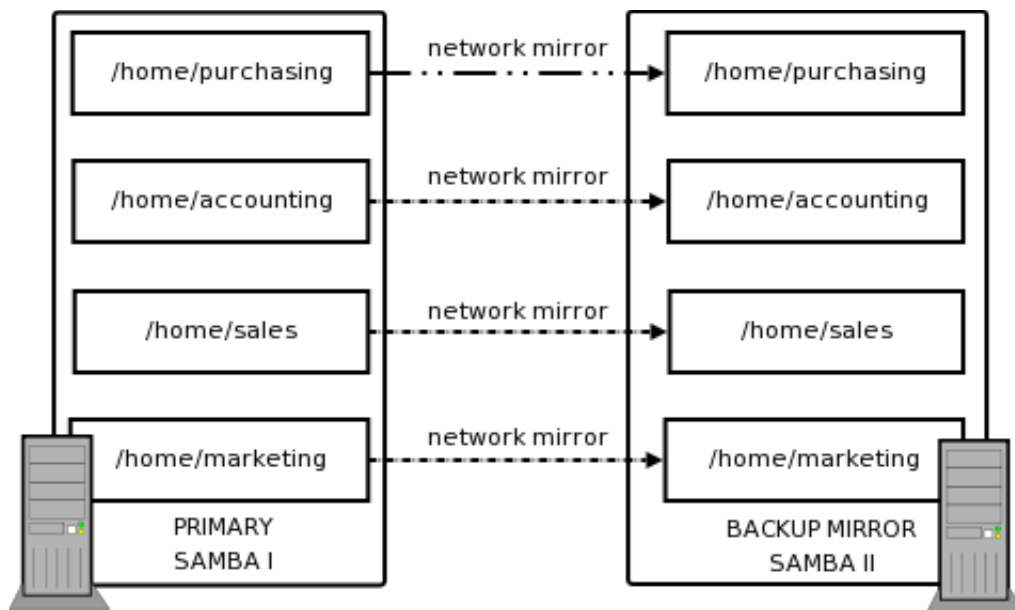 /home/purchasing
network mirror
/home/purchasing
/home/accounting
network mirror
/home/accounting
/home/sales
network mirror
/home/sales
/home/marketing
network mirror
/home/marketing
PRIMARY
SAMBA I
BACKUP MIRROR
SAMBA II